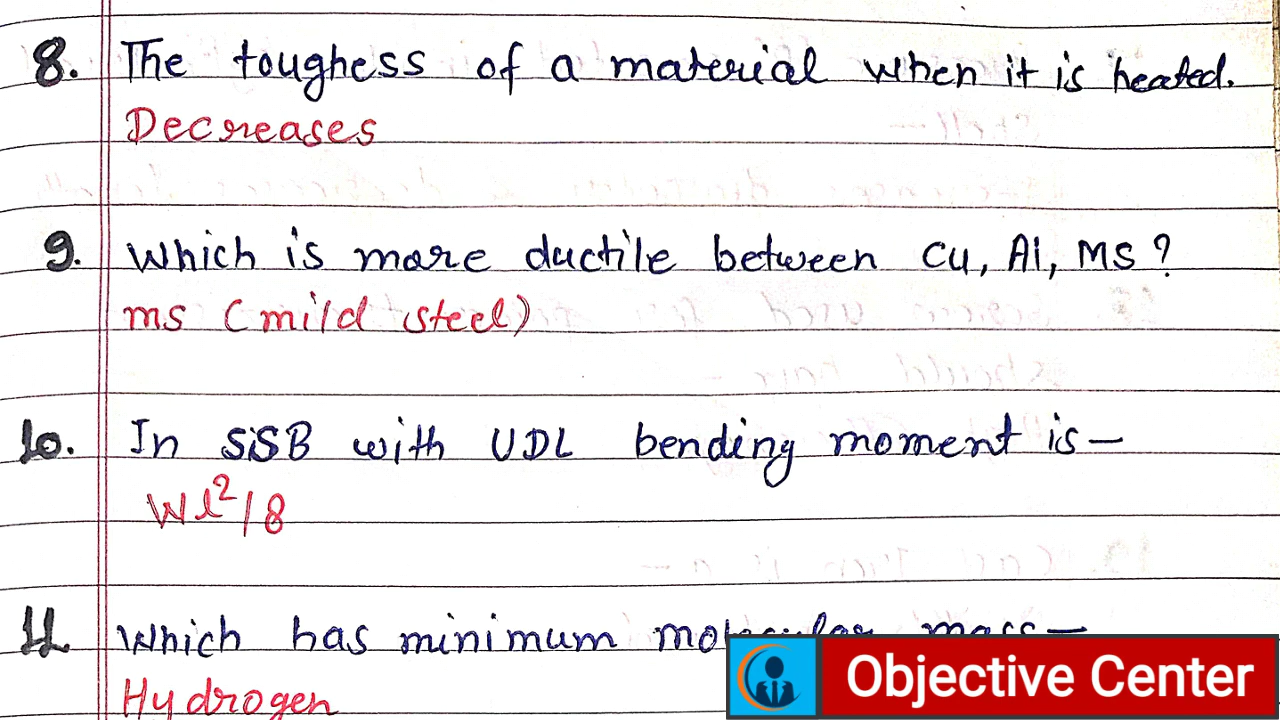 8. The toughess of a material when it is heated.
Decreases
9. Which is more ductile between Cu, Al, MS ?
ms (mild steel)
10. In SSB with UDL bending moment is –
Wl²/8
11. Which has minimum molecular mass –
Hydrogen
Objective Center